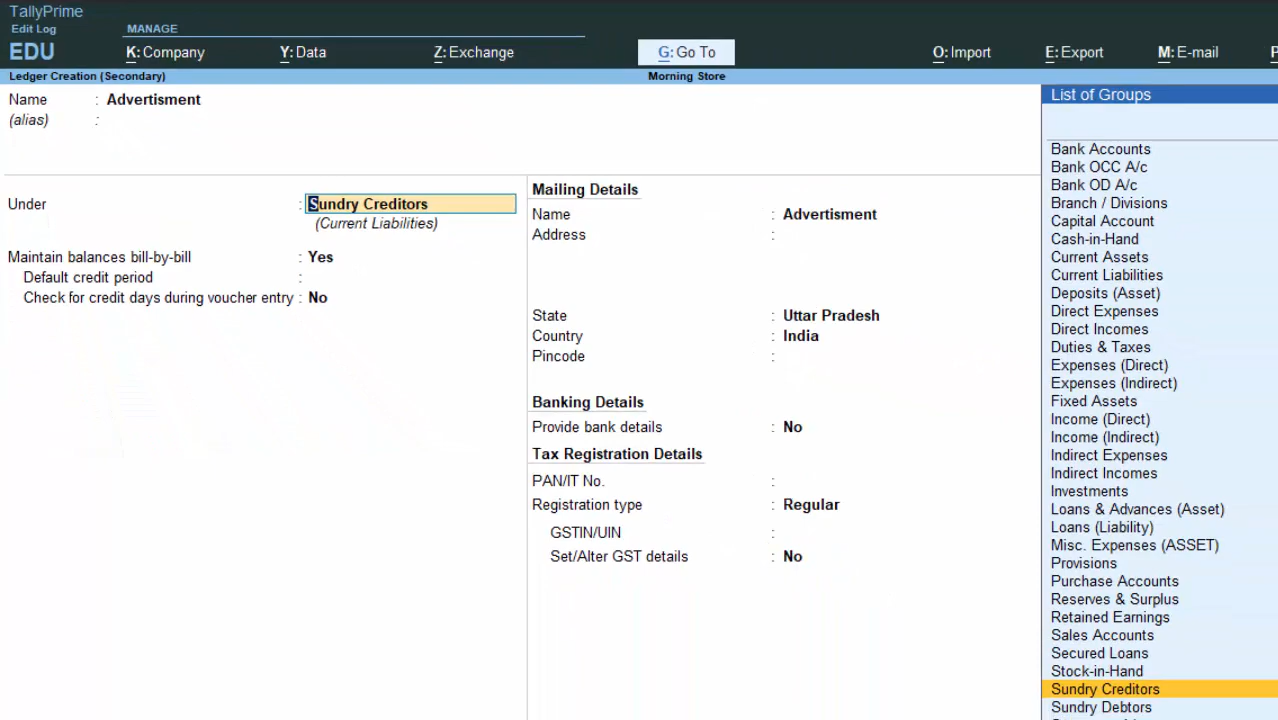 TallyPrime
Edit Log
EDU
MANAGE
K: Company
Y: Data
Z: Exchange
G: Go To
O: Import
E: Export
M: E-mail
Ledger Creation (Secondary)
Morning Store
Name : Advertisment
(alias) :
Under : Sundry Creditors
(Current Liabilities)
Maintain balances bill-by-bill : Yes
Default credit period :
Check for credit days during voucher entry : No
Mailing Details
Name : Advertisment
Address :
State : Uttar Pradesh
Country : India
Pincode :
Banking Details
Provide bank details : No
Tax Registration Details
PAN/IT No. :
Registration type : Regular
GSTIN/UIN :
Set/Alter GST details : No
List of Groups
Bank Accounts
Bank OCC A/c
Bank OD A/c
Branch / Divisions
Capital Account
Cash-in-Hand
Current Assets
Current Liabilities
Deposits (Asset)
Direct Expenses
Direct Incomes
Duties & Taxes
Expenses (Direct)
Expenses (Indirect)
Fixed Assets
Income (Direct)
Income (Indirect)
Indirect Expenses
Indirect Incomes
Investments
Loans & Advances (Asset)
Loans (Liability)
Misc. Expenses (ASSET)
Provisions
Purchase Accounts
Reserves & Surplus
Retained Earnings
Sales Accounts
Secured Loans
Stock-in-Hand
Sundry Creditors
Sundry Debtors